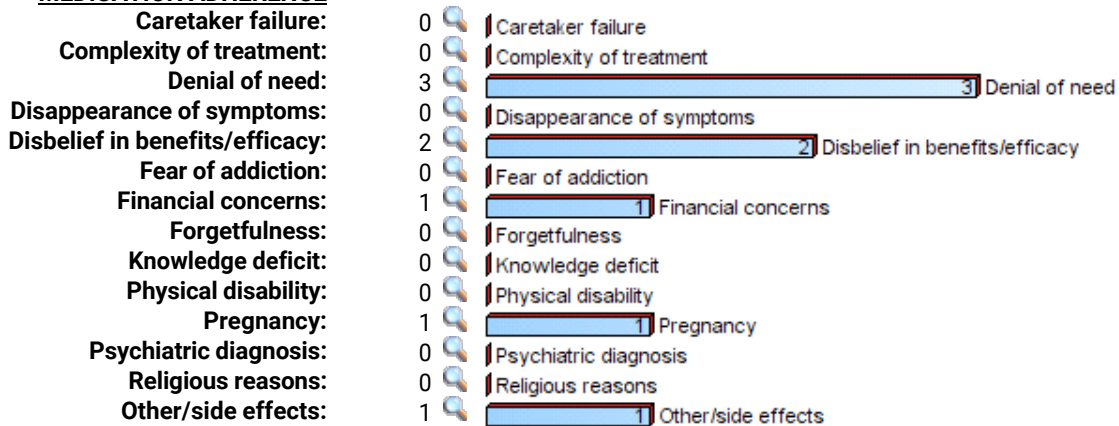 MEDICATION ADHERENCE
Caretaker failure: 0 Caretaker failure
Complexity of treatment: 0 Complexity of treatment
Denial of need: 3 3 Denial of need
Disappearance of symptoms: 0 Disappearance of symptoms
Disbelief in benefits/efficacy: 2 2 Disbelief in benefits/efficacy
Fear of addiction: 0 Fear of addiction
Financial concerns: 1 1 Financial concerns
Forgetfulness: 0 Forgetfulness
Knowledge deficit: 0 Knowledge deficit
Physical disability: 0 Physical disability
Pregnancy: 1 1 Pregnancy
Psychiatric diagnosis: 0 Psychiatric diagnosis
Religious reasons: 0 Religious reasons
Other/side effects: 1 1 Other/side effects